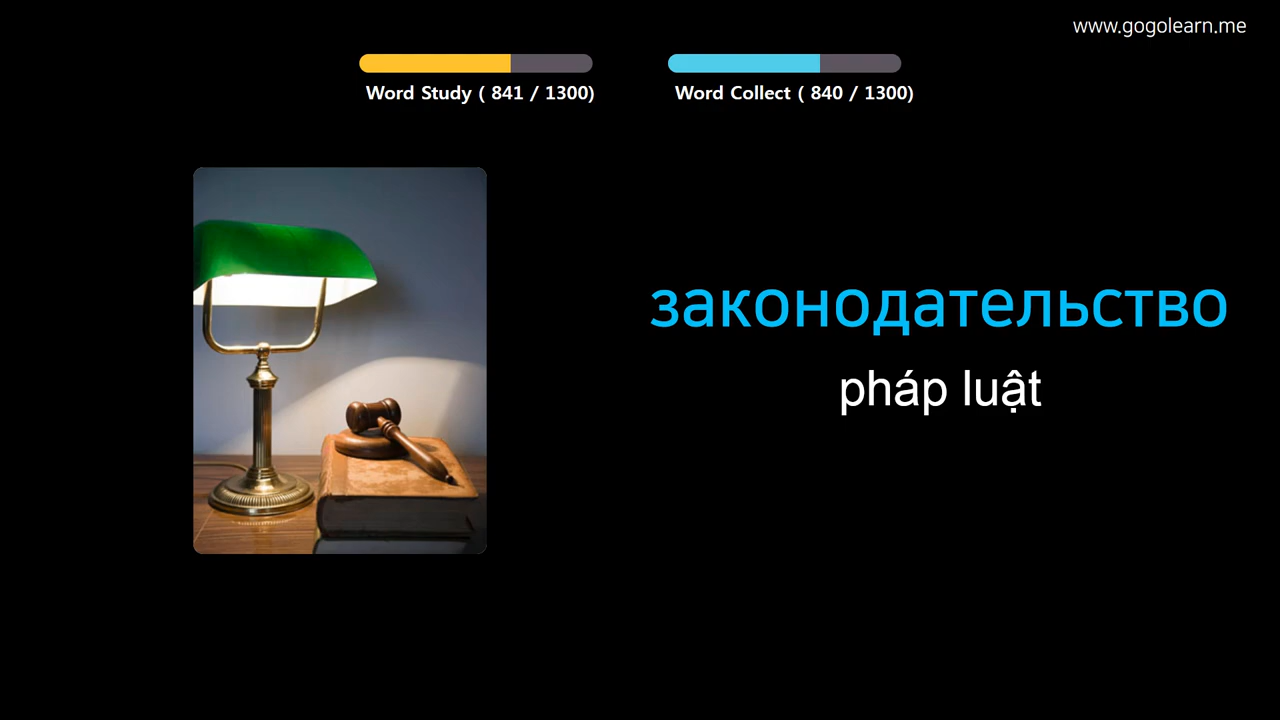 www.gogolearn.me
Word Study ( 841 / 1300)
Word Collect ( 840 / 1300)
законодательство
pháp luật